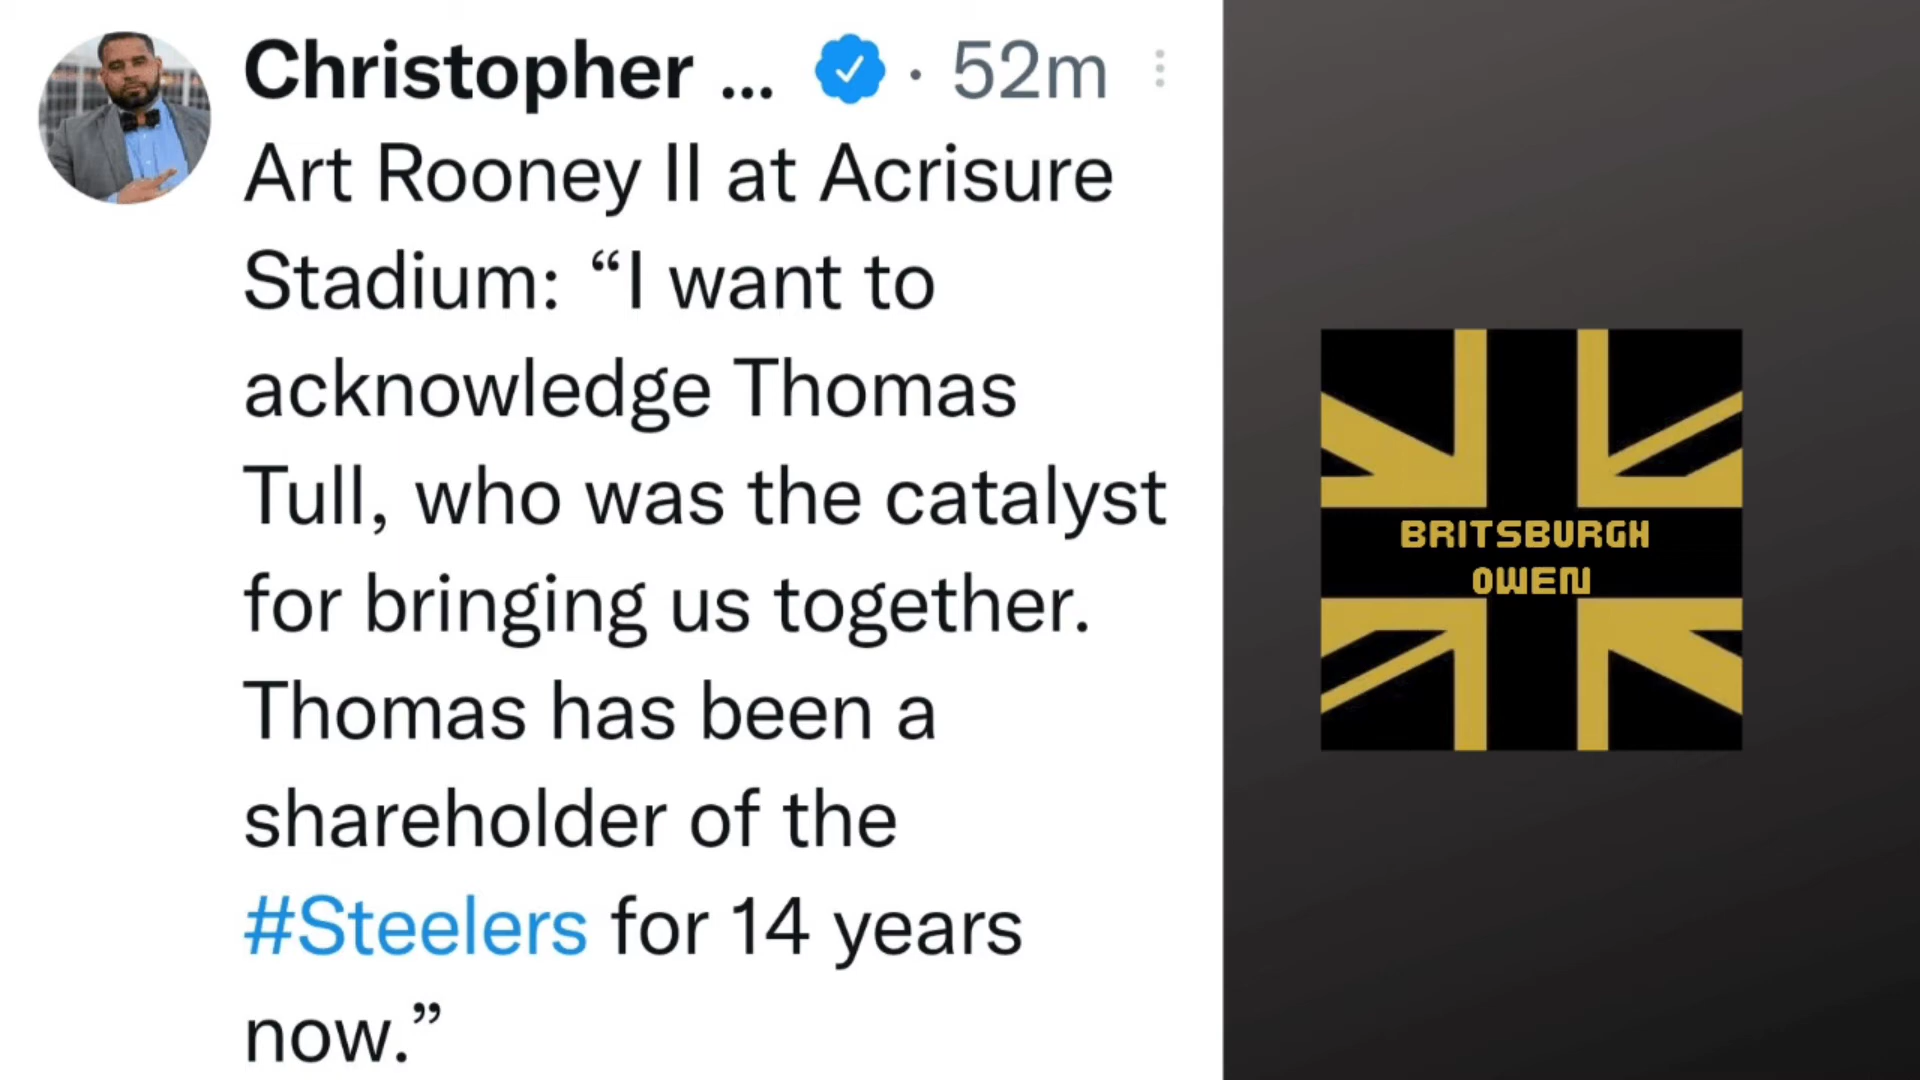 Christopher ... · 52m
Art Rooney II at Acrisure
Stadium: “I want to
acknowledge Thomas
Tull, who was the catalyst
for bringing us together.
Thomas has been a
shareholder of the
#Steelers for 14 years
now.”
BRITSBURGH
OWEN